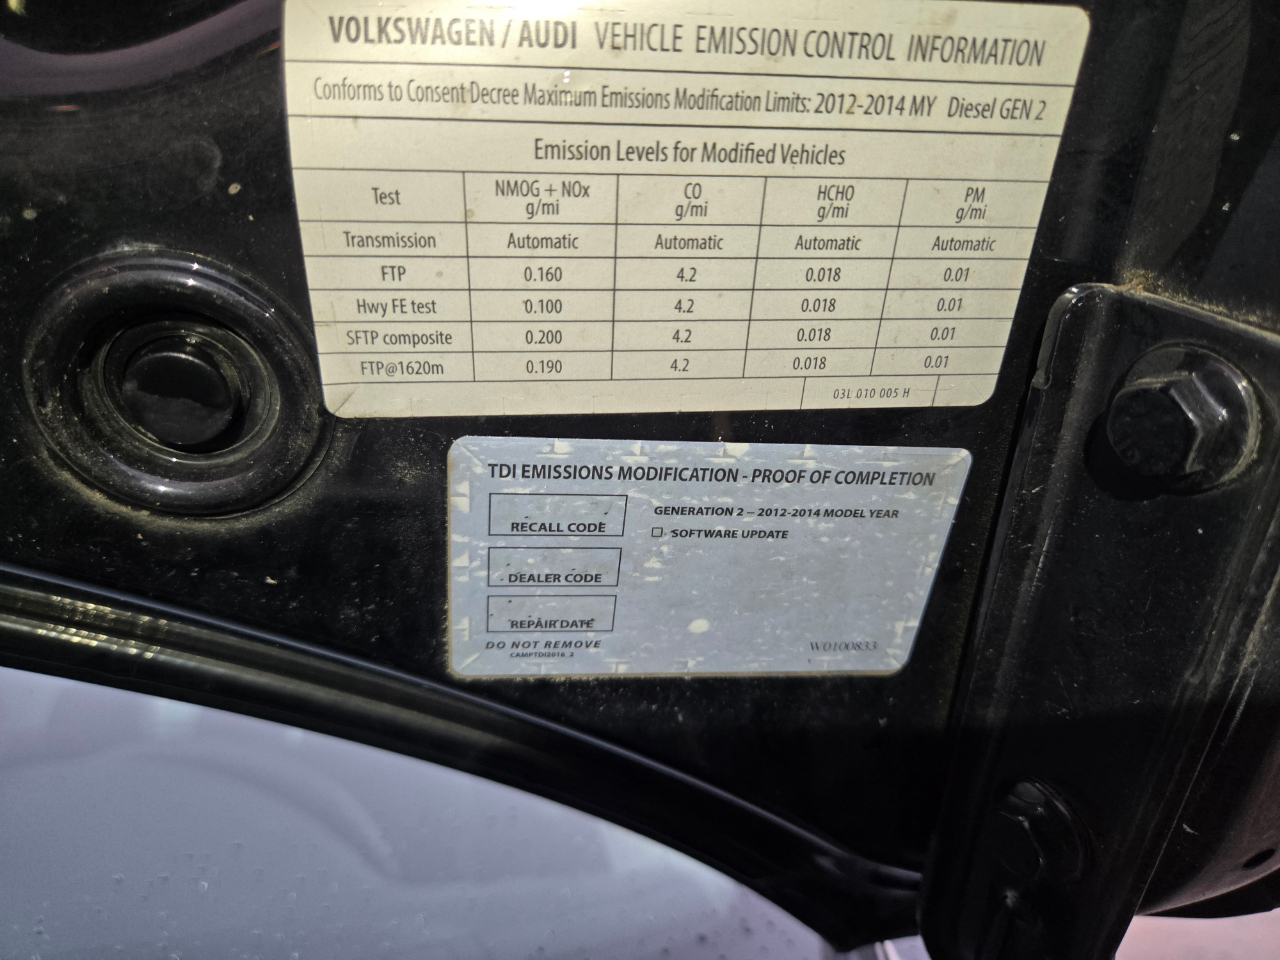 VOLKSWAGEN / AUDI VEHICLE EMISSION CONTROL INFORMATION
Conforms to Consent Decree Maximum Emissions Modification Limits: 2012-2014 MY Diesel GEN 2
Emission Levels for Modified Vehicles
Test NMOG + NOx g/mi CO g/mi HCHO g/mi PM g/mi
Transmission Automatic Automatic Automatic Automatic
FTP 0.160 4.2 0.018 0.01
Hwy FE test 0.100 4.2 0.018 0.01
SFTP composite 0.200 4.2 0.018 0.01
FTP@1620m 0.190 4.2 0.018 0.01
03L 010 005 H
TDI EMISSIONS MODIFICATION - PROOF OF COMPLETION
RECALL CODE
GENERATION 2 – 2012-2014 MODEL YEAR
☐ SOFTWARE UPDATE
DEALER CODE
REPAIR DATE
DO NOT REMOVE
CAMPTDI2016_2
W0100833